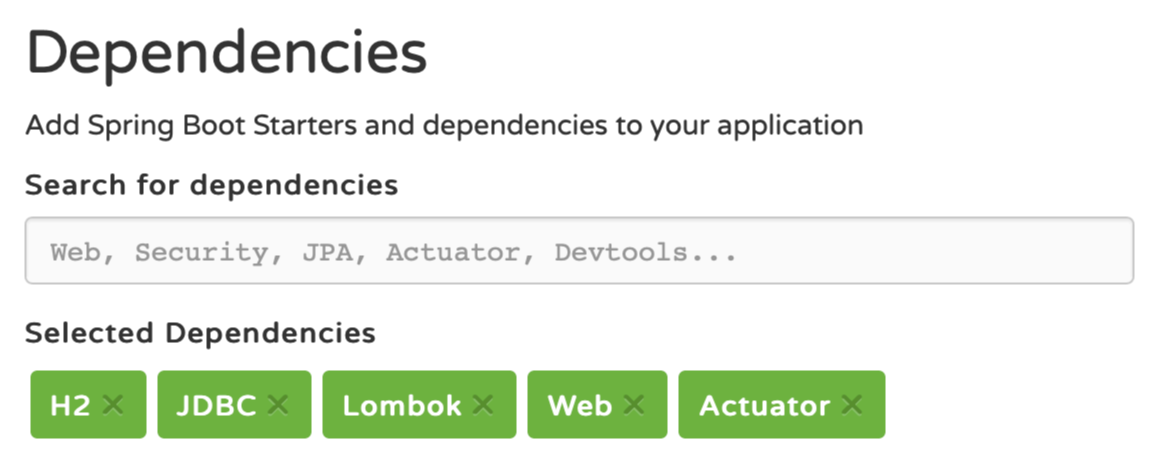 Dependencies
Add Spring Boot Starters and dependencies to your application
Search for dependencies
Web, Security, JPA, Actuator, Devtools...
Selected Dependencies
H2 × JDBC × Lombok × Web × Actuator ×